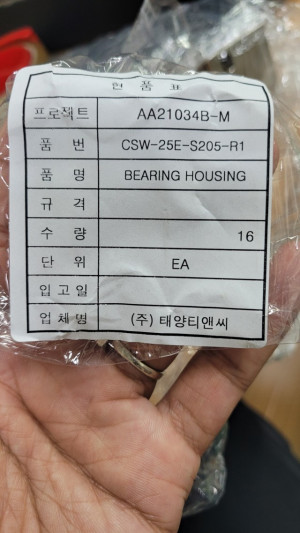 현 품 표
프로젝트 AA21034B-M
품 번 CSW-25E-S205-R1
품 명 BEARING HOUSING
규 격
수 량 16
단 위 EA
입 고 일
업 체 명 (주) 태양티앤씨